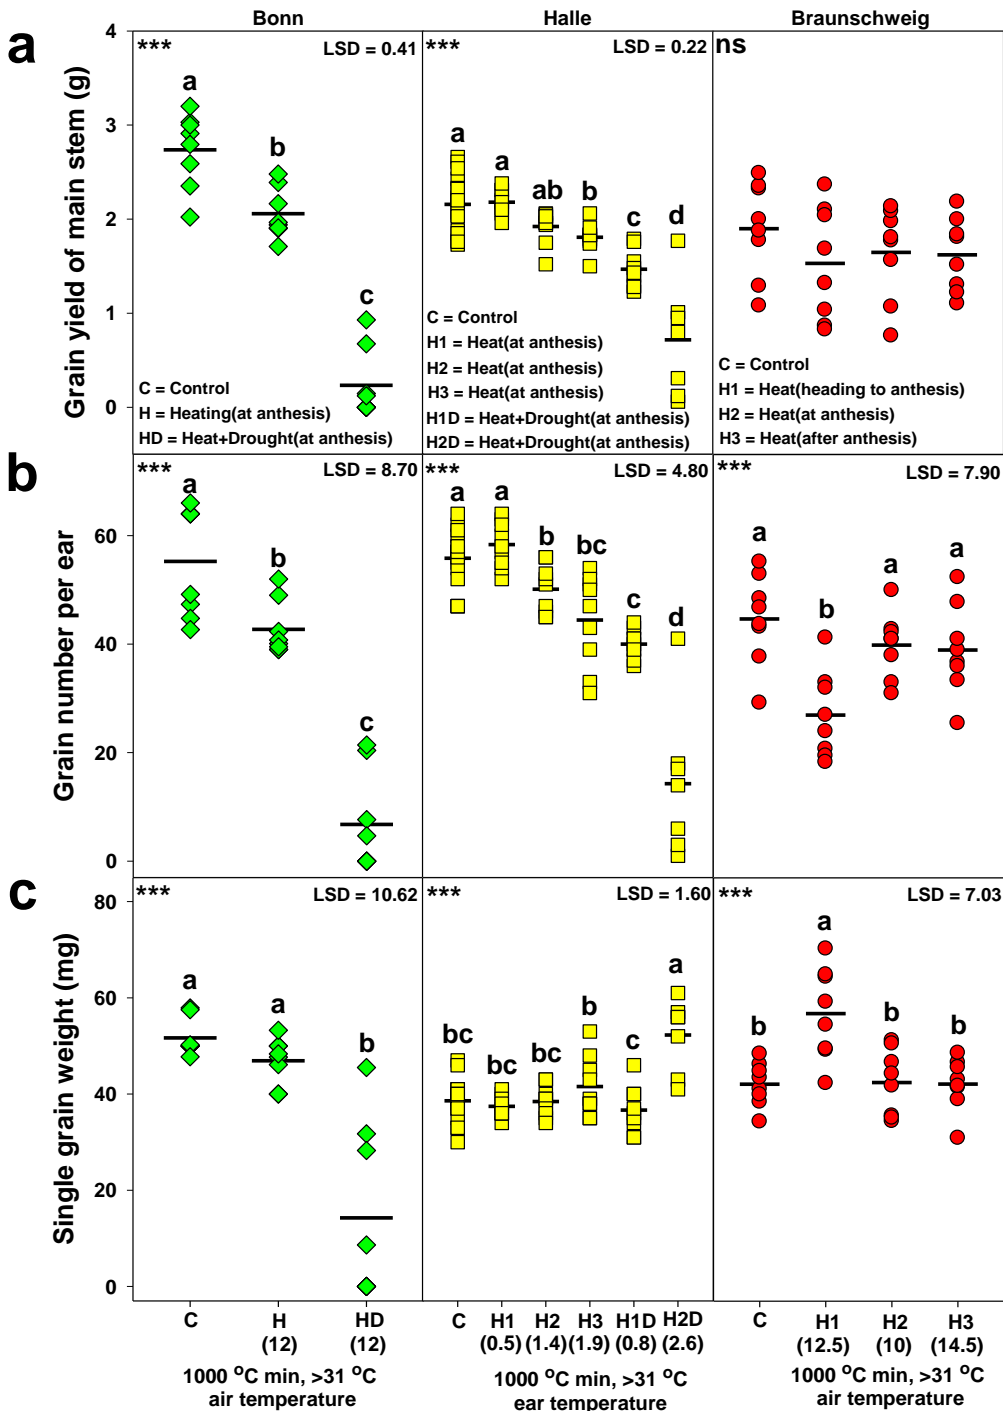 Bonn Halle Braunschweig
a
*** LSD = 0.41 *** LSD = 0.22 ns
Grain yield of main stem (g)
4
3
2
1
0
a b c
a a ab b c d
C = Control
H = Heating(at anthesis)
HD = Heat+Drought(at anthesis)
C = Control
H1 = Heat(at anthesis)
H2 = Heat(at anthesis)
H3 = Heat(at anthesis)
H1D = Heat+Drought(at anthesis)
H2D = Heat+Drought(at anthesis)
C = Control
H1 = Heat(heading to anthesis)
H2 = Heat(at anthesis)
H3 = Heat(after anthesis)
b
*** LSD = 8.70 *** LSD = 4.80 *** LSD = 7.90
Grain number per ear
60
40
20
0
a b c
a a b bc c d
a b a a
c
*** LSD = 10.62 *** LSD = 1.60 *** LSD = 7.03
Single grain weight (mg)
80
60
40
20
0
a a b
bc bc bc b c a
b a b b
C H HD C H1 H2 H3 H1D H2D C H1 H2 H3
(12) (12) (0.5) (1.4) (1.9) (0.8) (2.6) (12.5) (10) (14.5)
1000 °C min, >31 °C
air temperature
1000 °C min, >31 °C
ear temperature
1000 °C min, >31 °C
air temperature